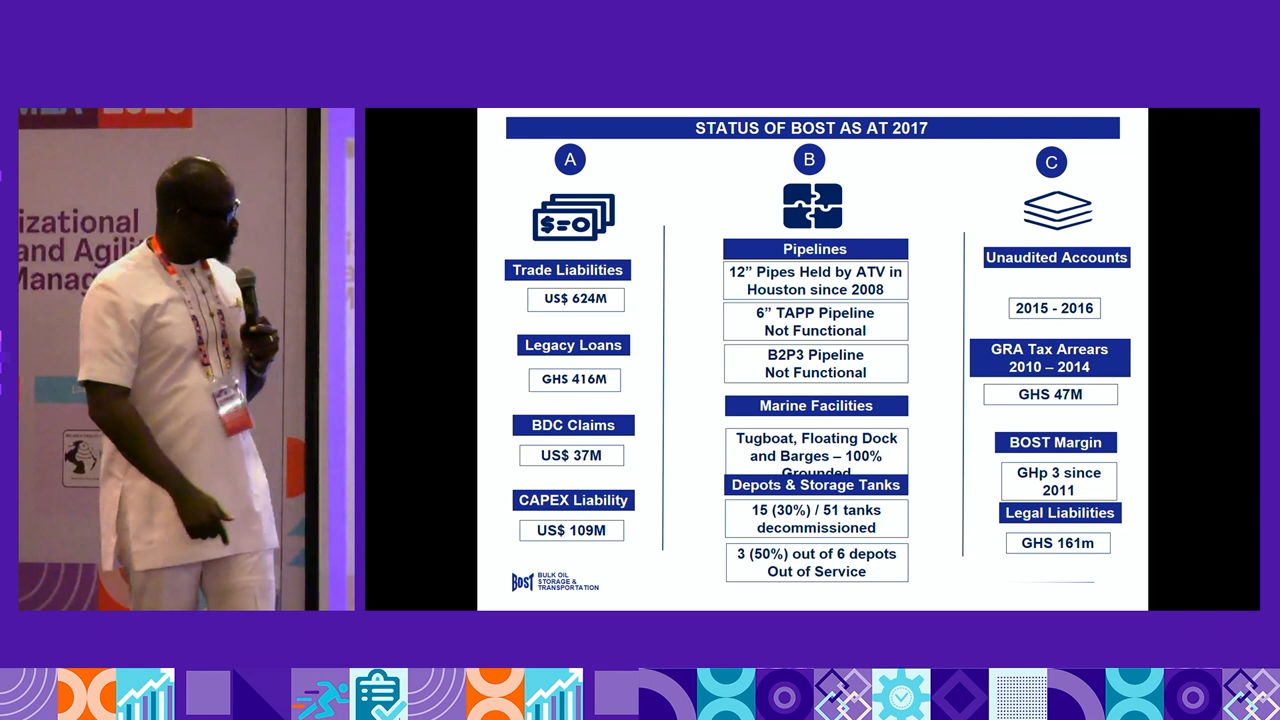 izational
and Agili
Manag
STATUS OF BOST AS AT 2017
A
Trade Liabilities
US$ 624M
Legacy Loans
GHS 416M
BDC Claims
US$ 37M
CAPEX Liability
US$ 109M
BOST BULK OIL
STORAGE &
TRANSPORTATION
B
Pipelines
12” Pipes Held by ATV in
Houston since 2008
6” TAPP Pipeline
Not Functional
B2P3 Pipeline
Not Functional
Marine Facilities
Tugboat, Floating Dock
and Barges – 100%
Grounded
Depots & Storage Tanks
15 (30%) / 51 tanks
decommissioned
3 (50%) out of 6 depots
Out of Service
C
Unaudited Accounts
2015 - 2016
GRA Tax Arrears
2010 – 2014
GHS 47M
BOST Margin
GHp 3 since
2011
Legal Liabilities
GHS 161m